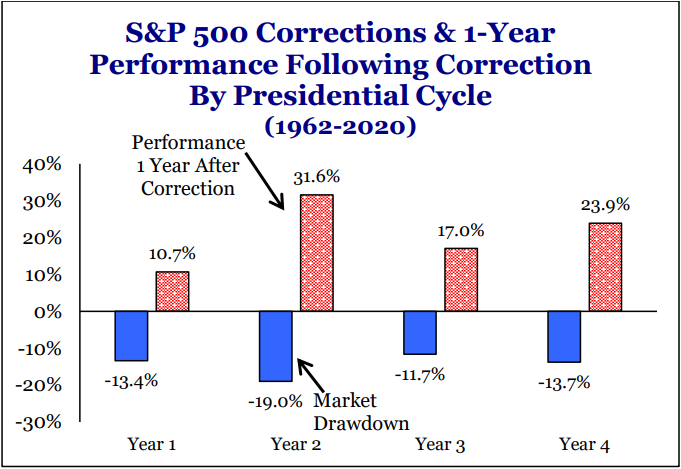 S&P 500 Corrections & 1-Year
Performance Following Correction
By Presidential Cycle
(1962-2020)
Performance
1 Year After
Correction
40%
30%
20%
10%
0%
-10%
-20%
-30%
10.7%
31.6%
17.0%
23.9%
-13.4%
-19.0%
-11.7%
-13.7%
Market
Drawdown
Year 1
Year 2
Year 3
Year 4